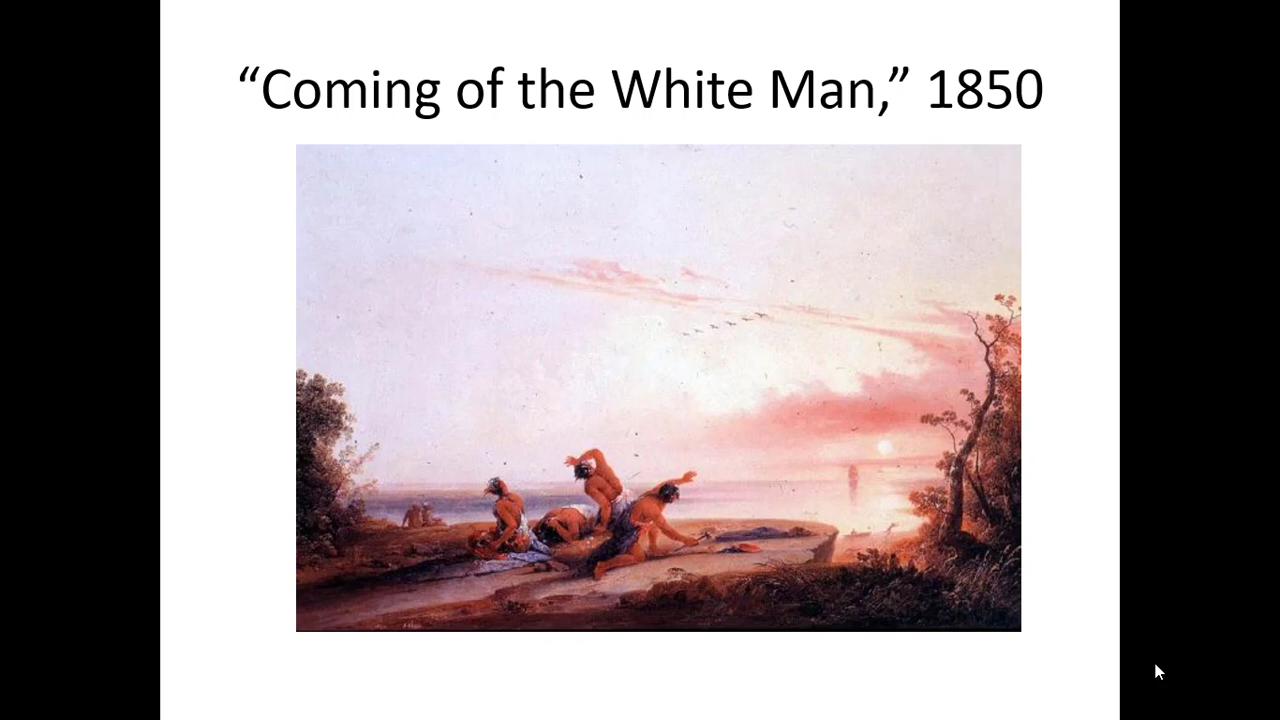 “Coming of the White Man,” 1850